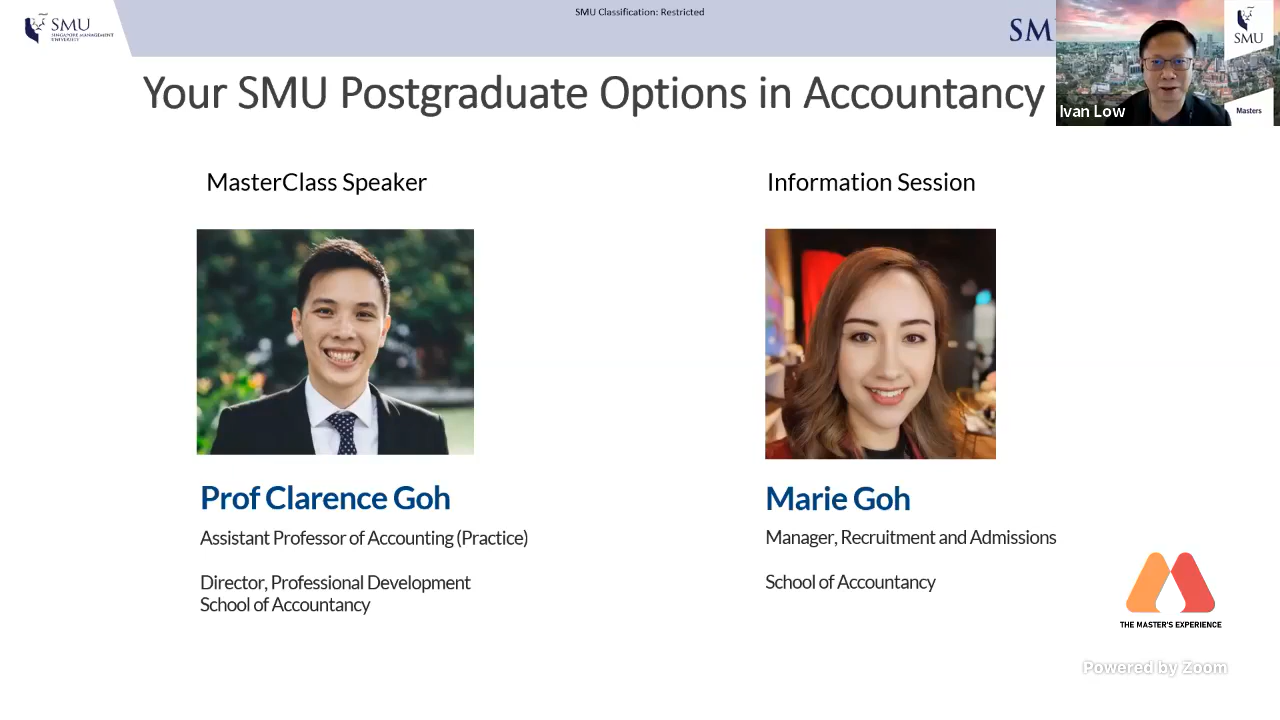 SMU Classification: Restricted
SMU
SINGAPORE MANAGEMENT
UNIVERSITY
SMU
SMU
Masters
Ivan Low
Your SMU Postgraduate Options in Accountancy
MasterClass Speaker
Information Session
Prof Clarence Goh
Assistant Professor of Accounting (Practice)
Director, Professional Development
School of Accountancy
Marie Goh
Manager, Recruitment and Admissions
School of Accountancy
THE MASTER'S EXPERIENCE
Powered by Zoom